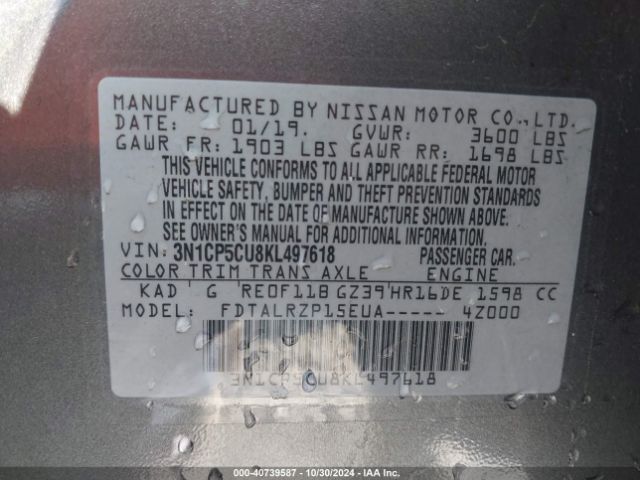 MANUFACTURED BY NISSAN MOTOR CO.,LTD.
DATE: 01/19. GVWR: 3600 LBS
GAWR FR: 1903 LBS GAWR RR: 1698 LBS
THIS VEHICLE CONFORMS TO ALL APPLICABLE FEDERAL MOTOR
VEHICLE SAFETY, BUMPER AND THEFT PREVENTION STANDARDS
IN EFFECT ON THE DATE OF MANUFACTURE SHOWN ABOVE.
SEE OWNER'S MANUAL FOR ADDITIONAL INFORMATION.
VIN: 3N1CP5CU8KL497618 PASSENGER CAR.
COLOR TRIM TRANS AXLE ENGINE
KAD G RE0F11B GZ39 HR16DE 1598 CC
MODEL: FDTALRZP15EUA----- 4Z000
3N1CP5CU8KL497618
000-40739587 - 10/30/2024 - IAA Inc.